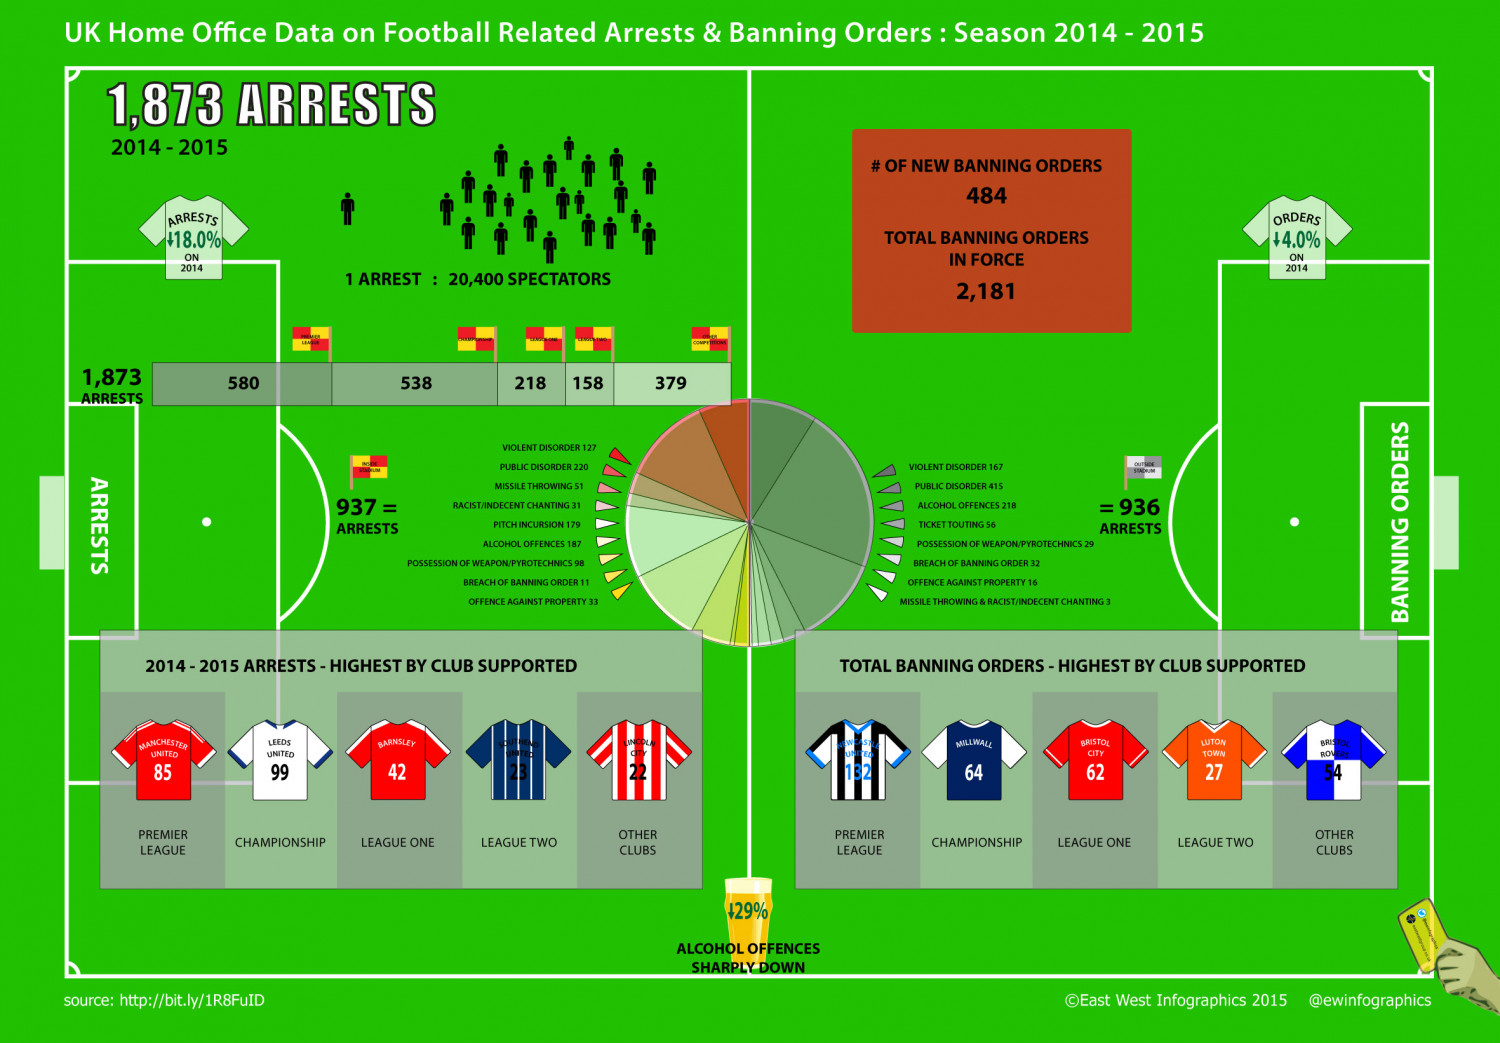 UK Home Office Data on Football Related Arrests & Banning Orders : Season 2014 - 2015
1,873 ARRESTS
2014 - 2015
ARRESTS
↓18.0%
ON
2014
1 ARREST : 20,400 SPECTATORS
# OF NEW BANNING ORDERS
484
TOTAL BANNING ORDERS
IN FORCE
2,181
ORDERS
↓4.0%
ON
2014
PREMIER
LEAGUE
CHAMPIONSHIP
LEAGUE ONE
LEAGUE TWO
OTHER
COMPETITIONS
1,873
ARRESTS
580
538
218
158
379
ARRESTS
INSIDE
STADIUM
937 =
ARRESTS
VIOLENT DISORDER 127
PUBLIC DISORDER 220
MISSILE THROWING 51
RACIST/INDECENT CHANTING 31
PITCH INCURSION 179
ALCOHOL OFFENCES 187
POSSESSION OF WEAPON/PYROTECHNICS 98
BREACH OF BANNING ORDER 11
OFFENCE AGAINST PROPERTY 33
VIOLENT DISORDER 167
PUBLIC DISORDER 415
ALCOHOL OFFENCES 218
TICKET TOUTING 56
POSSESSION OF WEAPON/PYROTECHNICS 29
BREACH OF BANNING ORDER 32
OFFENCE AGAINST PROPERTY 16
MISSILE THROWING & RACIST/INDECENT CHANTING 3
OUTSIDE
STADIUM
= 936
ARRESTS
BANNING ORDERS
2014 - 2015 ARRESTS - HIGHEST BY CLUB SUPPORTED
MANCHESTER
UNITED
85
PREMIER
LEAGUE
LEEDS
UNITED
99
CHAMPIONSHIP
BARNSLEY
42
LEAGUE ONE
SOUTHEND
UNITED
23
LEAGUE TWO
LINCOLN
CITY
22
OTHER
CLUBS
TOTAL BANNING ORDERS - HIGHEST BY CLUB SUPPORTED
NEWCASTLE
UNITED
132
PREMIER
LEAGUE
MILLWALL
64
CHAMPIONSHIP
BRISTOL
CITY
62
LEAGUE ONE
LUTON
TOWN
27
LEAGUE TWO
BRISTOL
ROVERS
54
OTHER
CLUBS
↓29%
ALCOHOL OFFENCES
SHARPLY DOWN
source: http://bit.ly/1R8FuID
©East West Infographics 2015 @ewinfographics